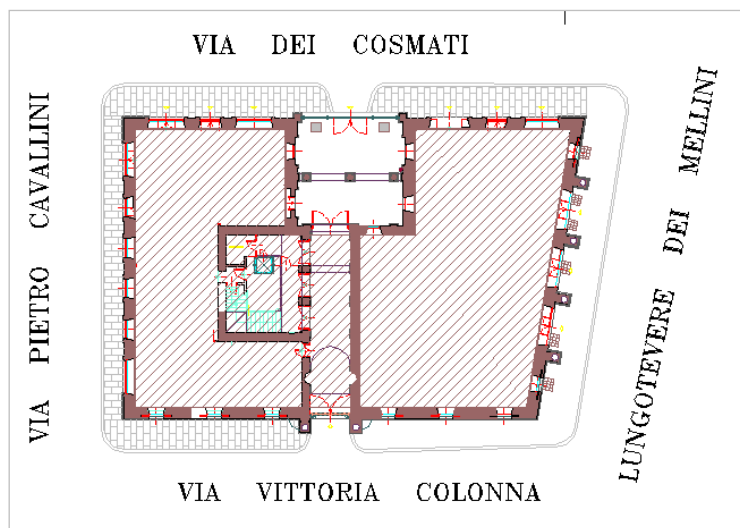 VIA DEI COSMATI
VIA PIETRO CAVALLINI
LUNGOTEVERE DEI MELLINI
VIA VITTORIA COLONNA